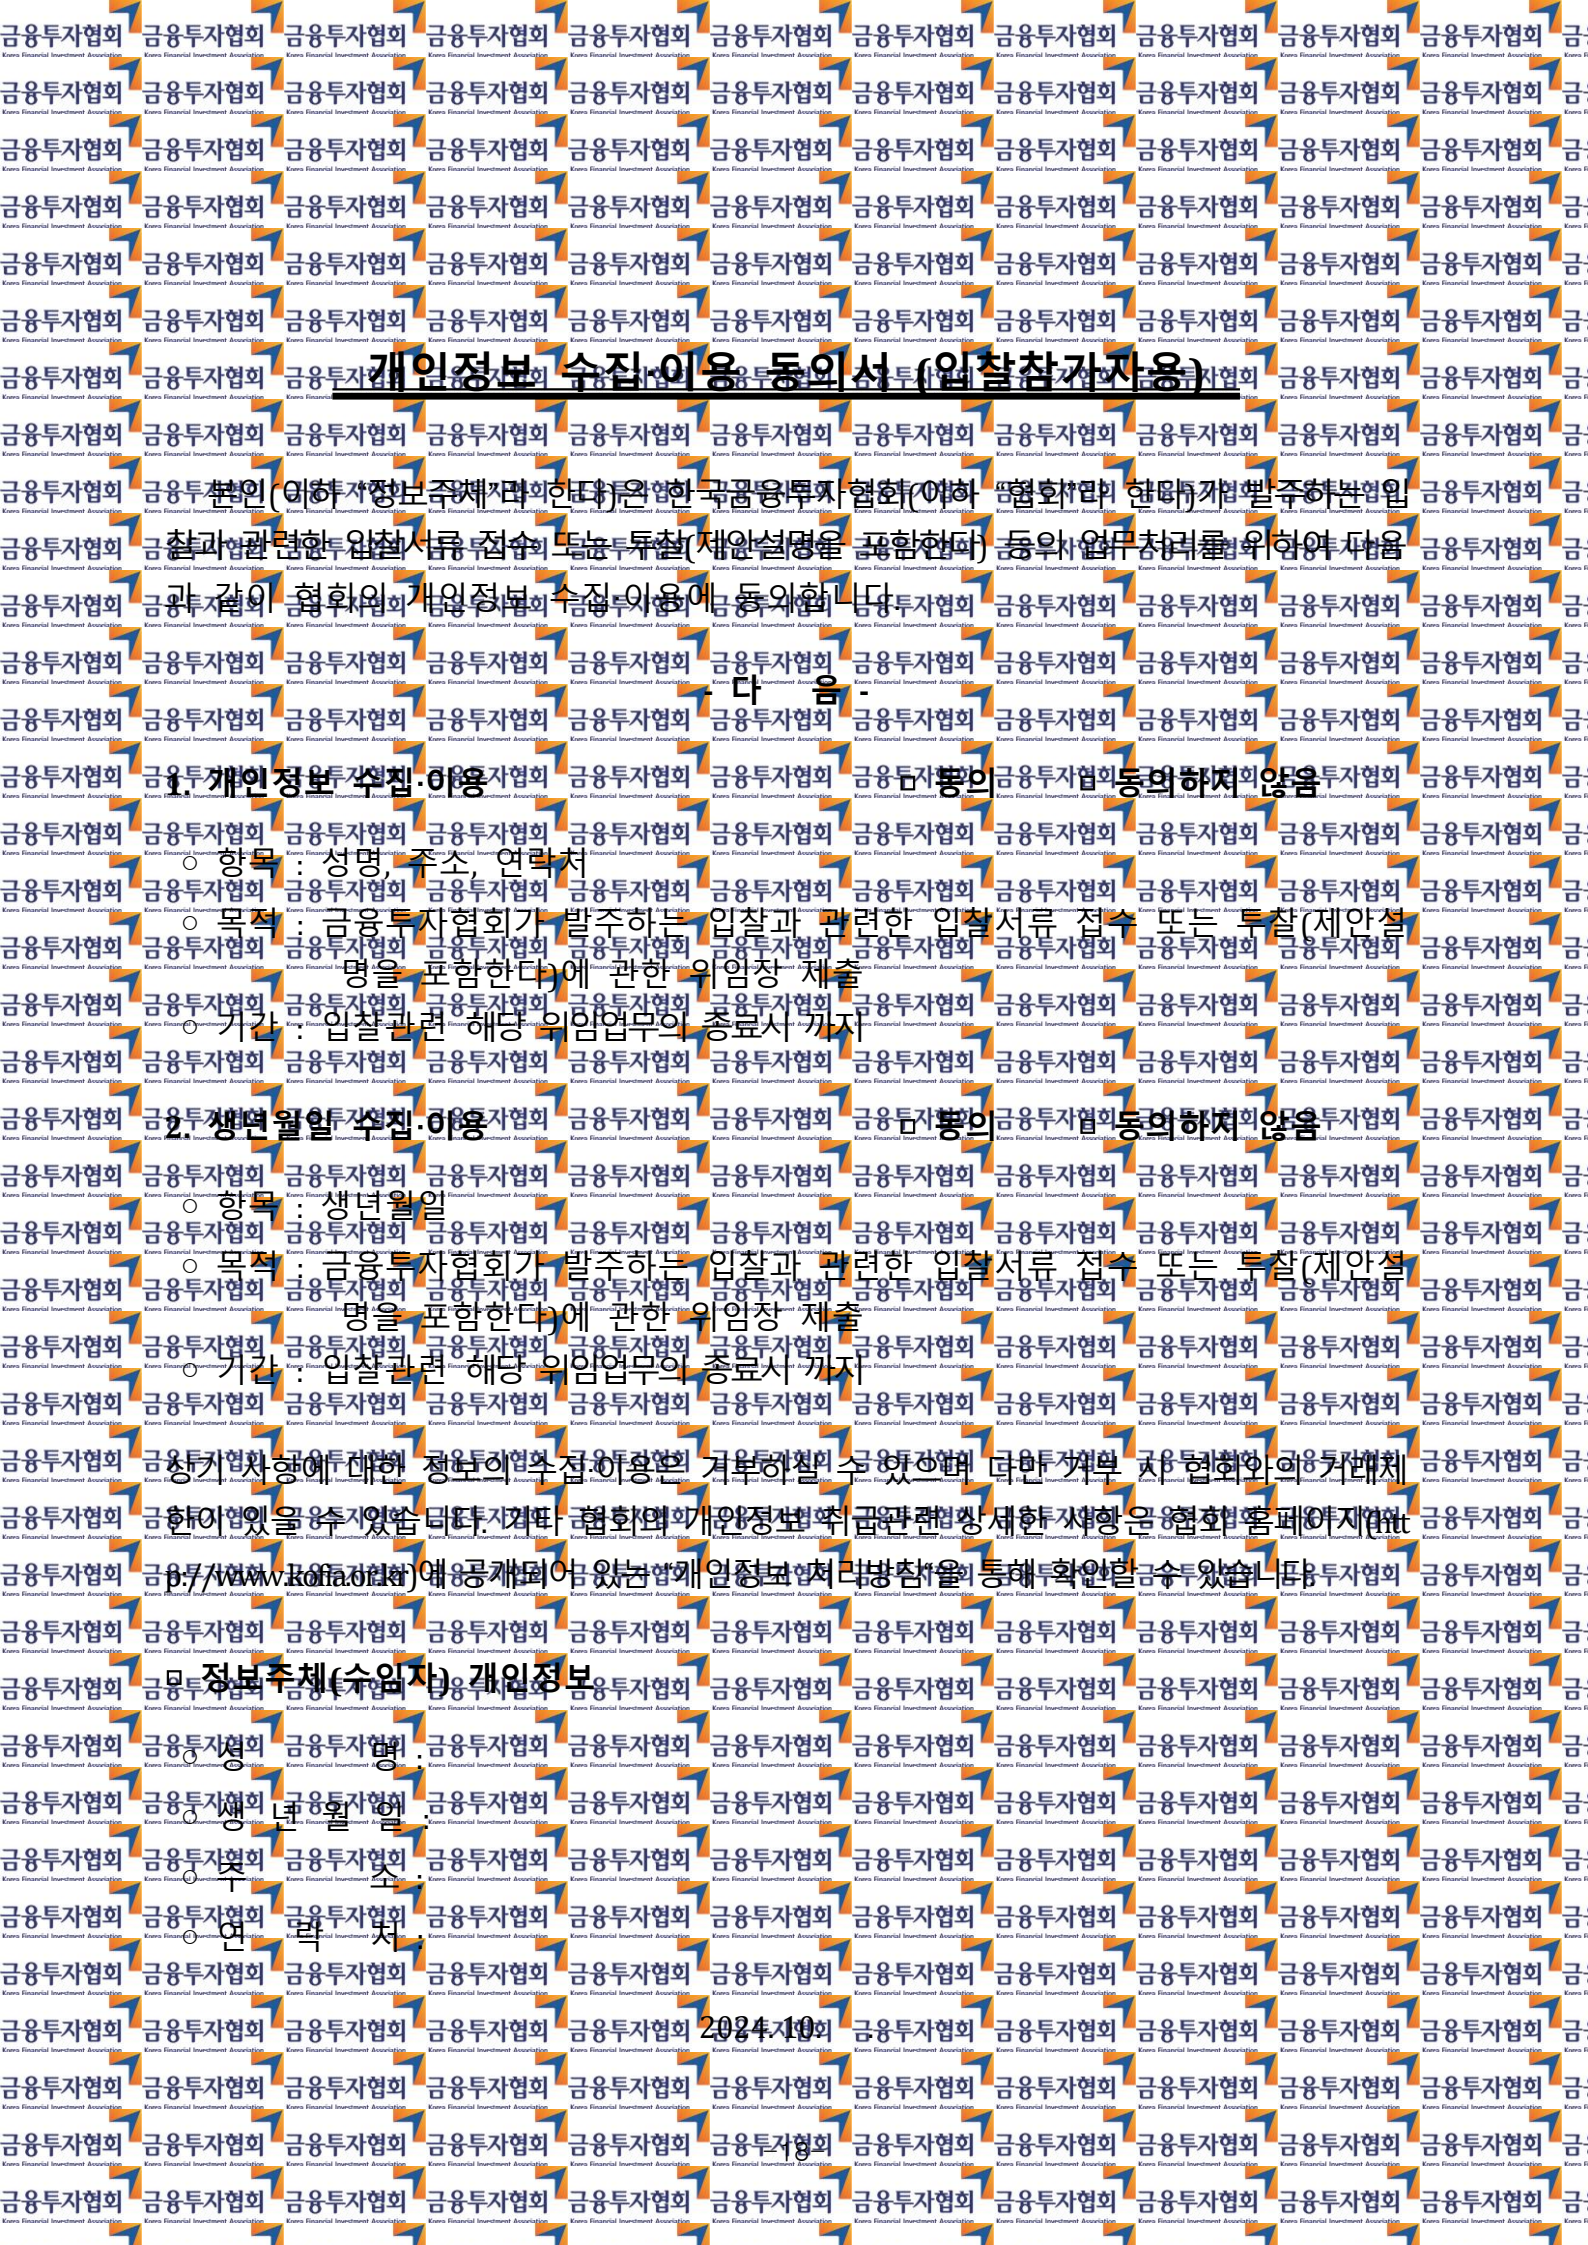 개인정보 수집·이용 동의서 (입찰참가자용)
본인(이하 “정보주체”라 한다)은 한국금융투자협회(이하 “협회”라 한다)가 발주하는 입
찰과 관련한 입찰서류 접수 또는 투찰(제안설명을 포함한다) 등의 업무처리를 위하여 다음
과 같이 협회의 개인정보 수집·이용에 동의합니다.
- 다 음 -
1. 개인정보 수집·이용 □ 동의 □ 동의하지 않음
○ 항목 : 성명, 주소, 연락처
○ 목적 : 금융투자협회가 발주하는 입찰과 관련한 입찰서류 접수 또는 투찰(제안설
명을 포함한다)에 관한 위임장 제출
○ 기간 : 입찰관련 해당 위임업무의 종료시 까지
2. 생년월일 수집·이용 □ 동의 □ 동의하지 않음
○ 항목 : 생년월일
○ 목적 : 금융투자협회가 발주하는 입찰과 관련한 입찰서류 접수 또는 투찰(제안설
명을 포함한다)에 관한 위임장 제출
○ 기간 : 입찰관련 해당 위임업무의 종료시 까지
상기 사항에 대한 정보의 수집·이용은 거부하실 수 있으며 다만 거부 시 협회와의 거래제
한이 있을 수 있습니다. 기타 협회의 개인정보 취급관련 상세한 사항은 협회 홈페이지(htt
p://www.kofia.or.kr)에 공개되어 있는 “개인정보 처리방침“을 통해 확인할 수 있습니다.
□ 정보주체(수임자) 개인정보
○ 성 명 :
○ 생 년 월 일 :
○ 주 소 :
○ 연 락 처 :
2024. 10. .
–18–
금융투자협회
Korea Financial Investment Association